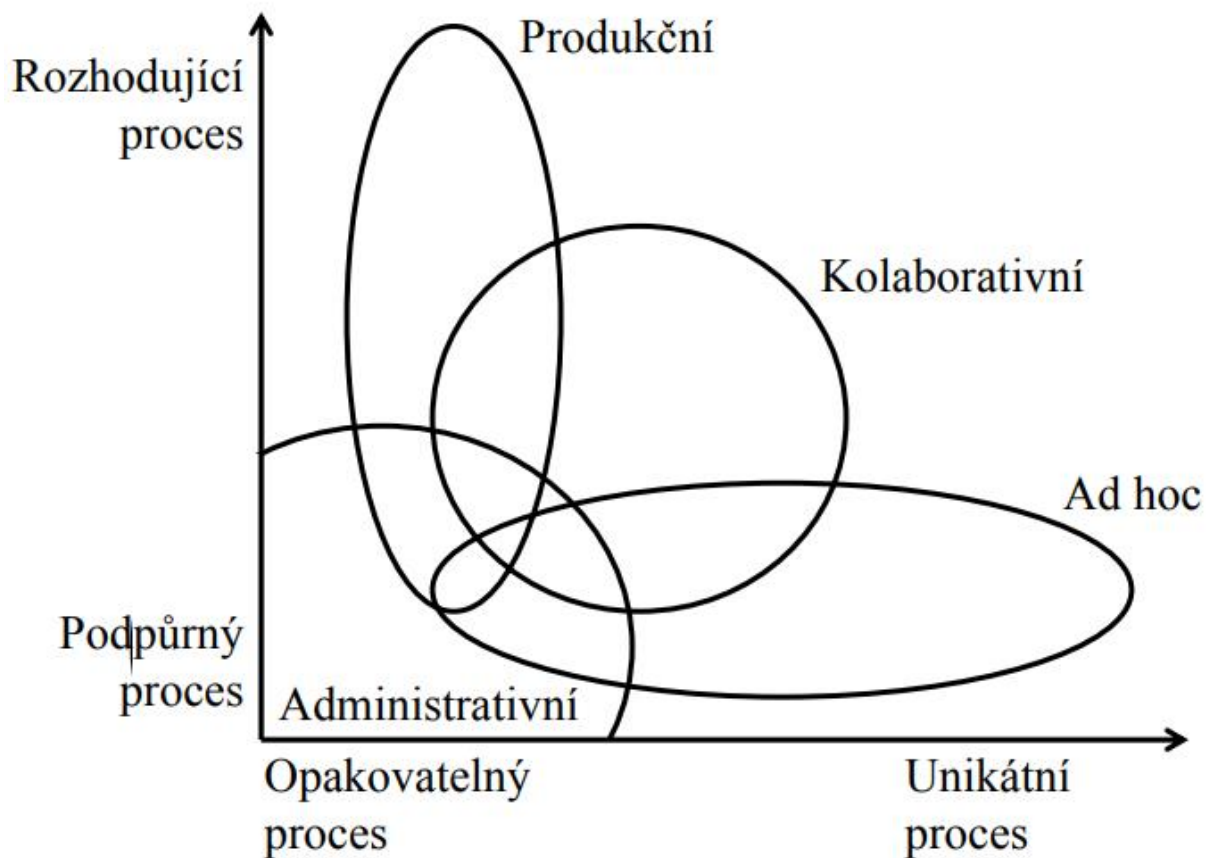 Produkční
Rozhodující
proces
Kolaborativní
Ad hoc
Podpůrný
proces
Administrativní
Opakovatelný
proces
Unikátní
proces